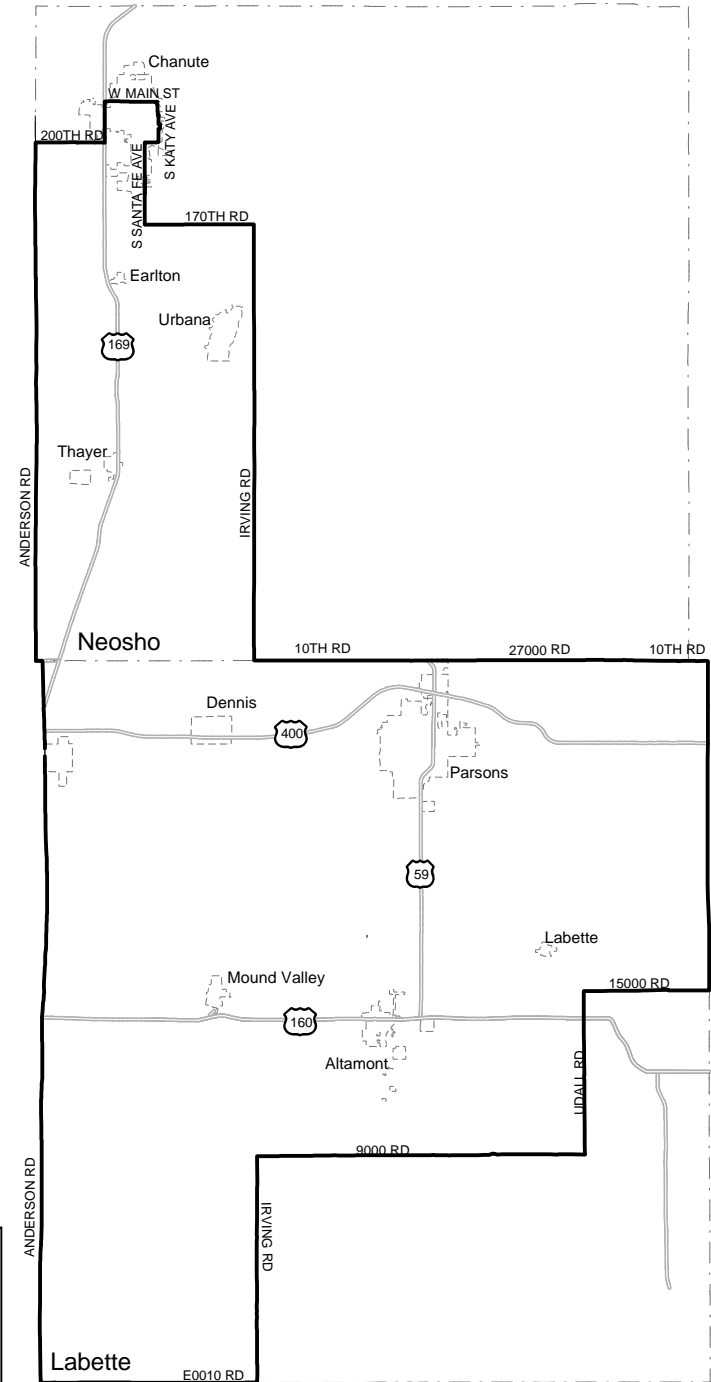 Chanute
W MAIN ST
200TH RD
S KATY AVE
S SANTA FE AVE
170TH RD
Earlton
Urbana
169
Thayer
ANDERSON RD
IRVING RD
Neosho
10TH RD
27000 RD
10TH RD
Dennis
400
Parsons
59
Labette
Mound Valley
15000 RD
160
Altamont
UDALL RD
9000 RD
ANDERSON RD
IRVING RD
Labette
E0010 RD